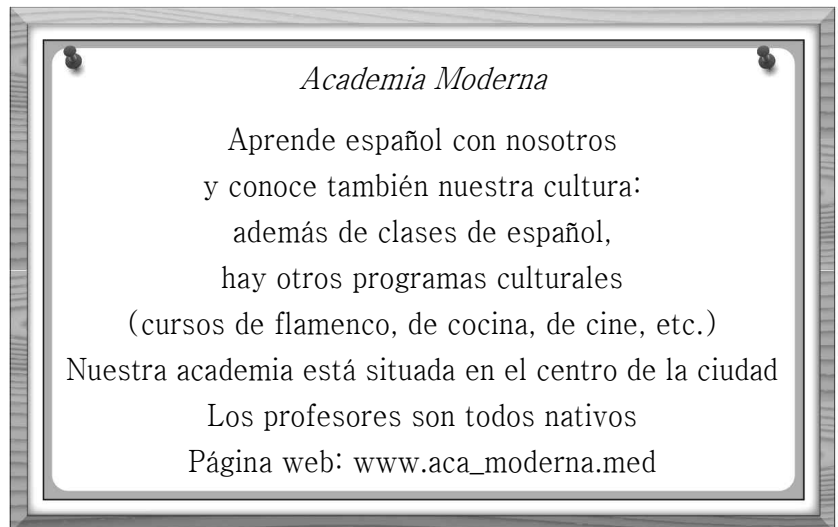 Academia Moderna
Aprende español con nosotros
y conoce también nuestra cultura:
además de clases de español,
hay otros programas culturales
(cursos de flamenco, de cocina, de cine, etc.)
Nuestra academia está situada en el centro de la ciudad
Los profesores son todos nativos
Página web: www.aca_moderna.med